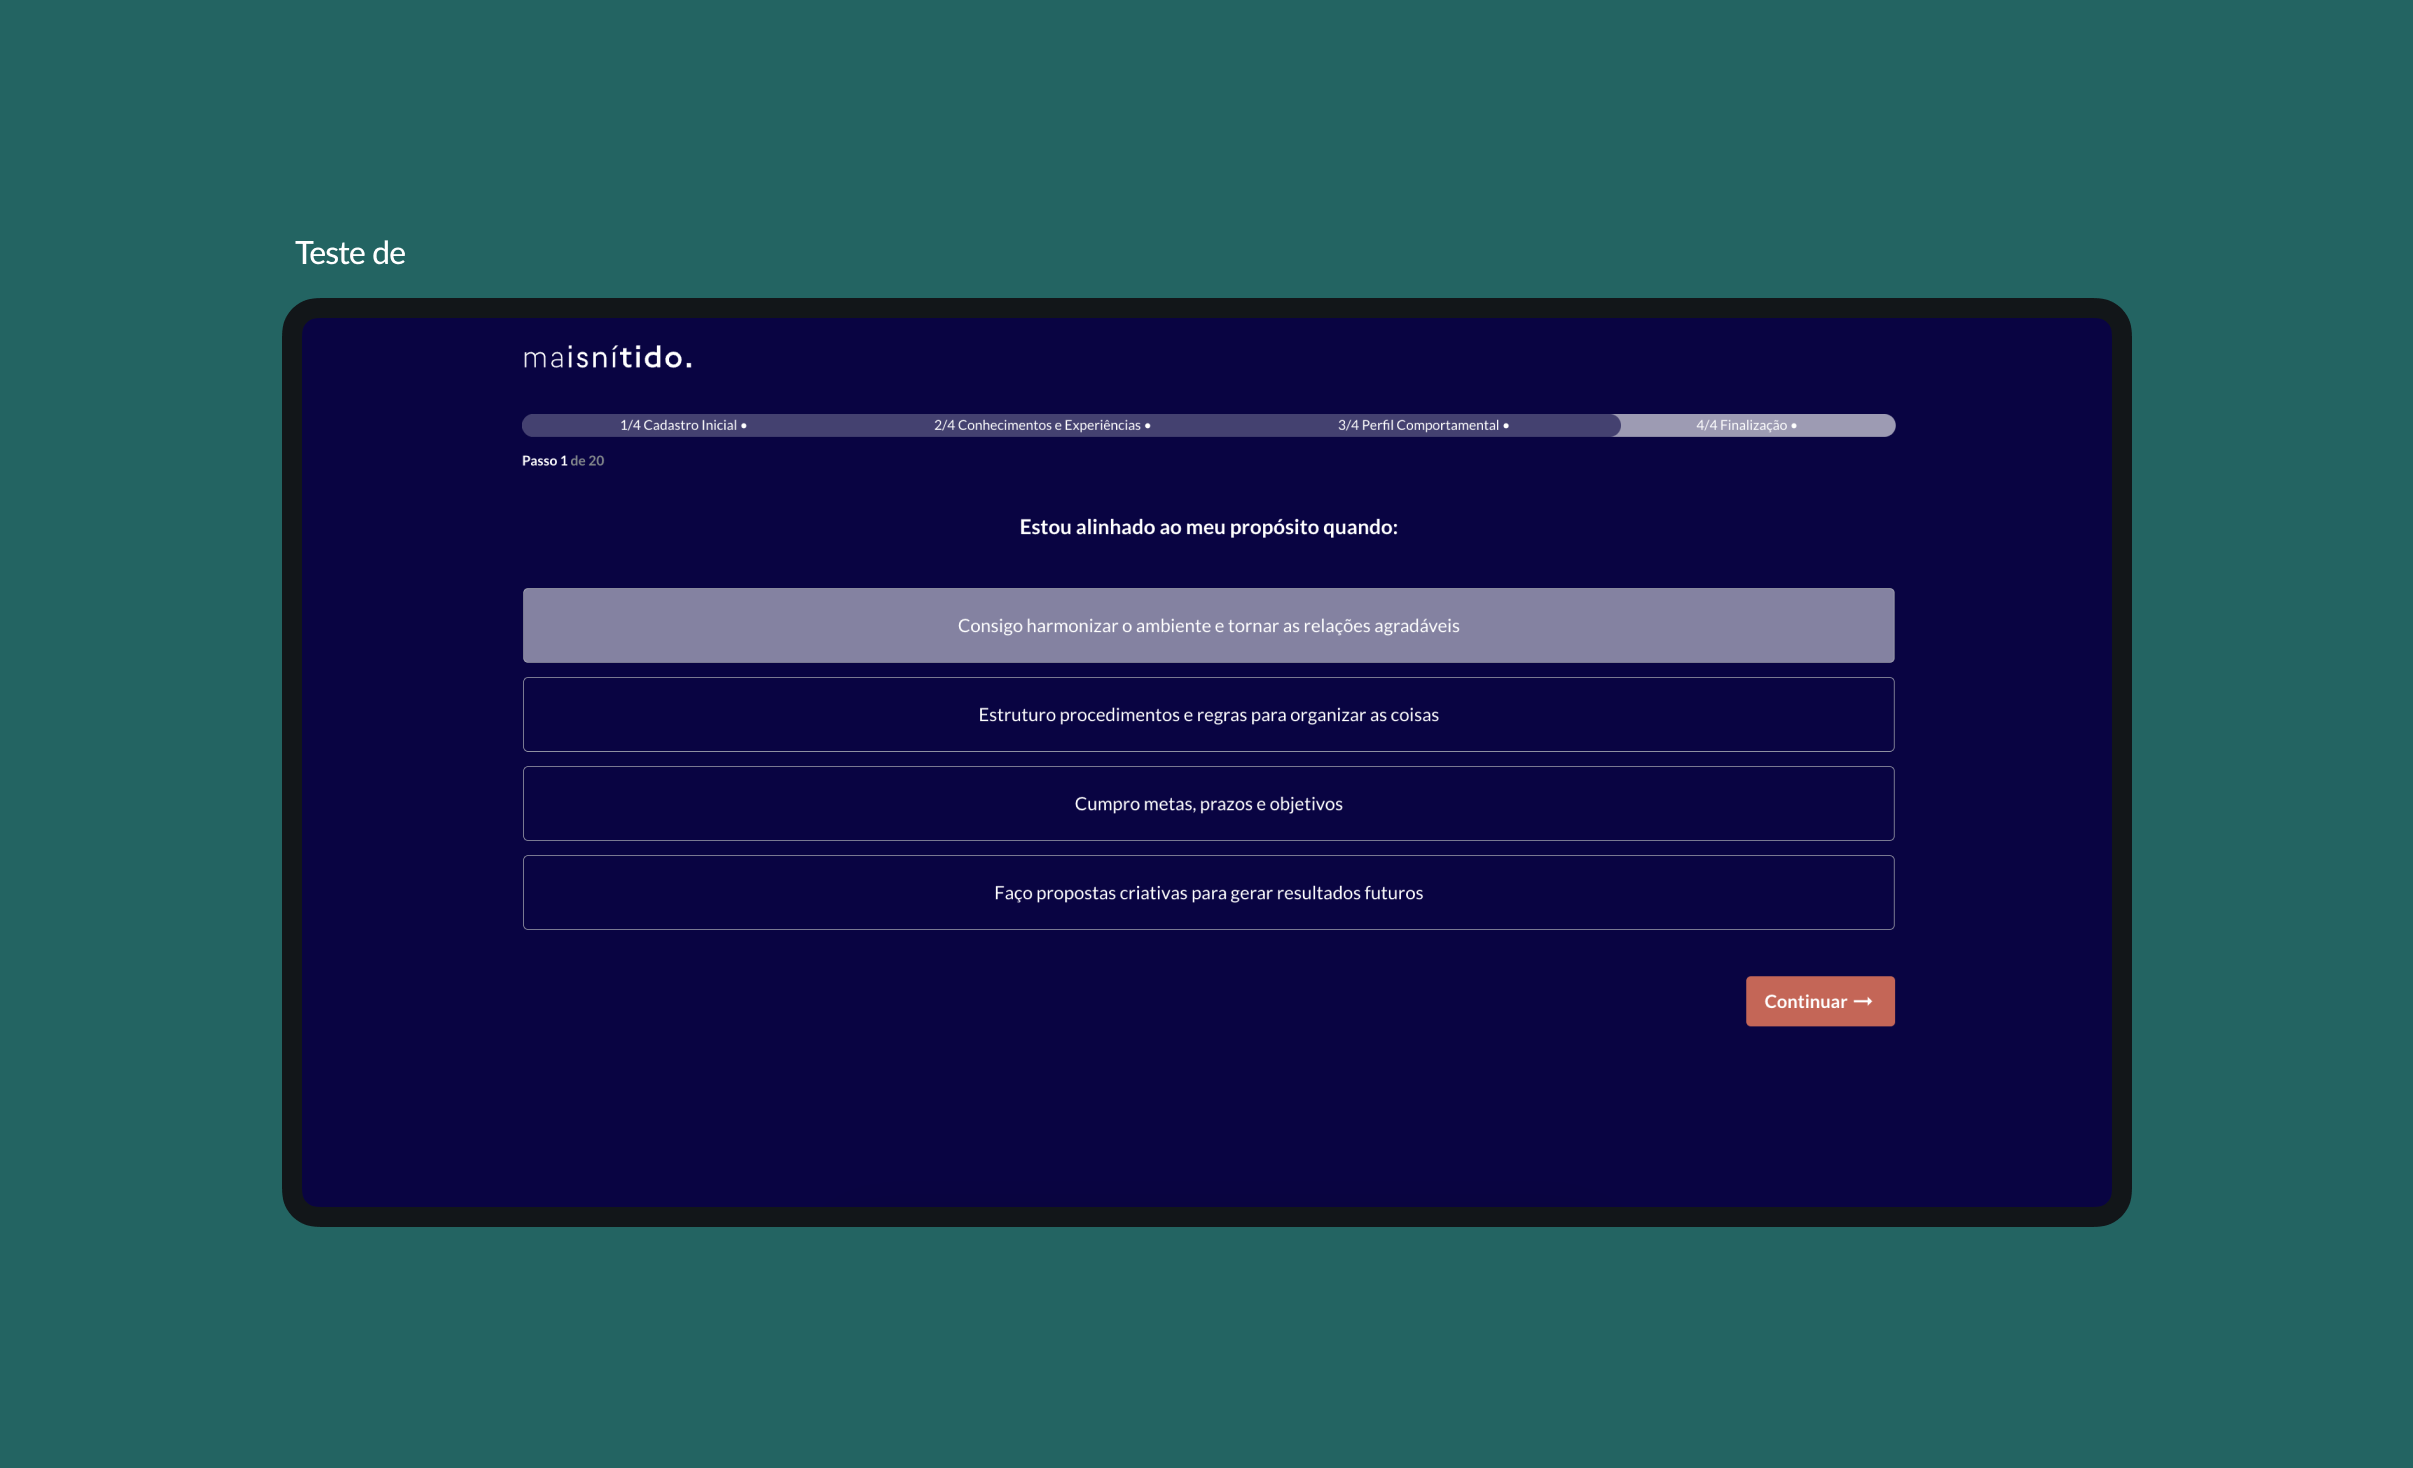 Teste de
maisnítido.
1/4 Cadastro Inicial • 2/4 Conhecimentos e Experiências • 3/4 Perfil Comportamental • 4/4 Finalização •
Passo 1 de 20
Estou alinhado ao meu propósito quando:
Consigo harmonizar o ambiente e tornar as relações agradáveis
Estruturo procedimentos e regras para organizar as coisas
Cumpro metas, prazos e objetivos
Faço propostas criativas para gerar resultados futuros
Continuar →